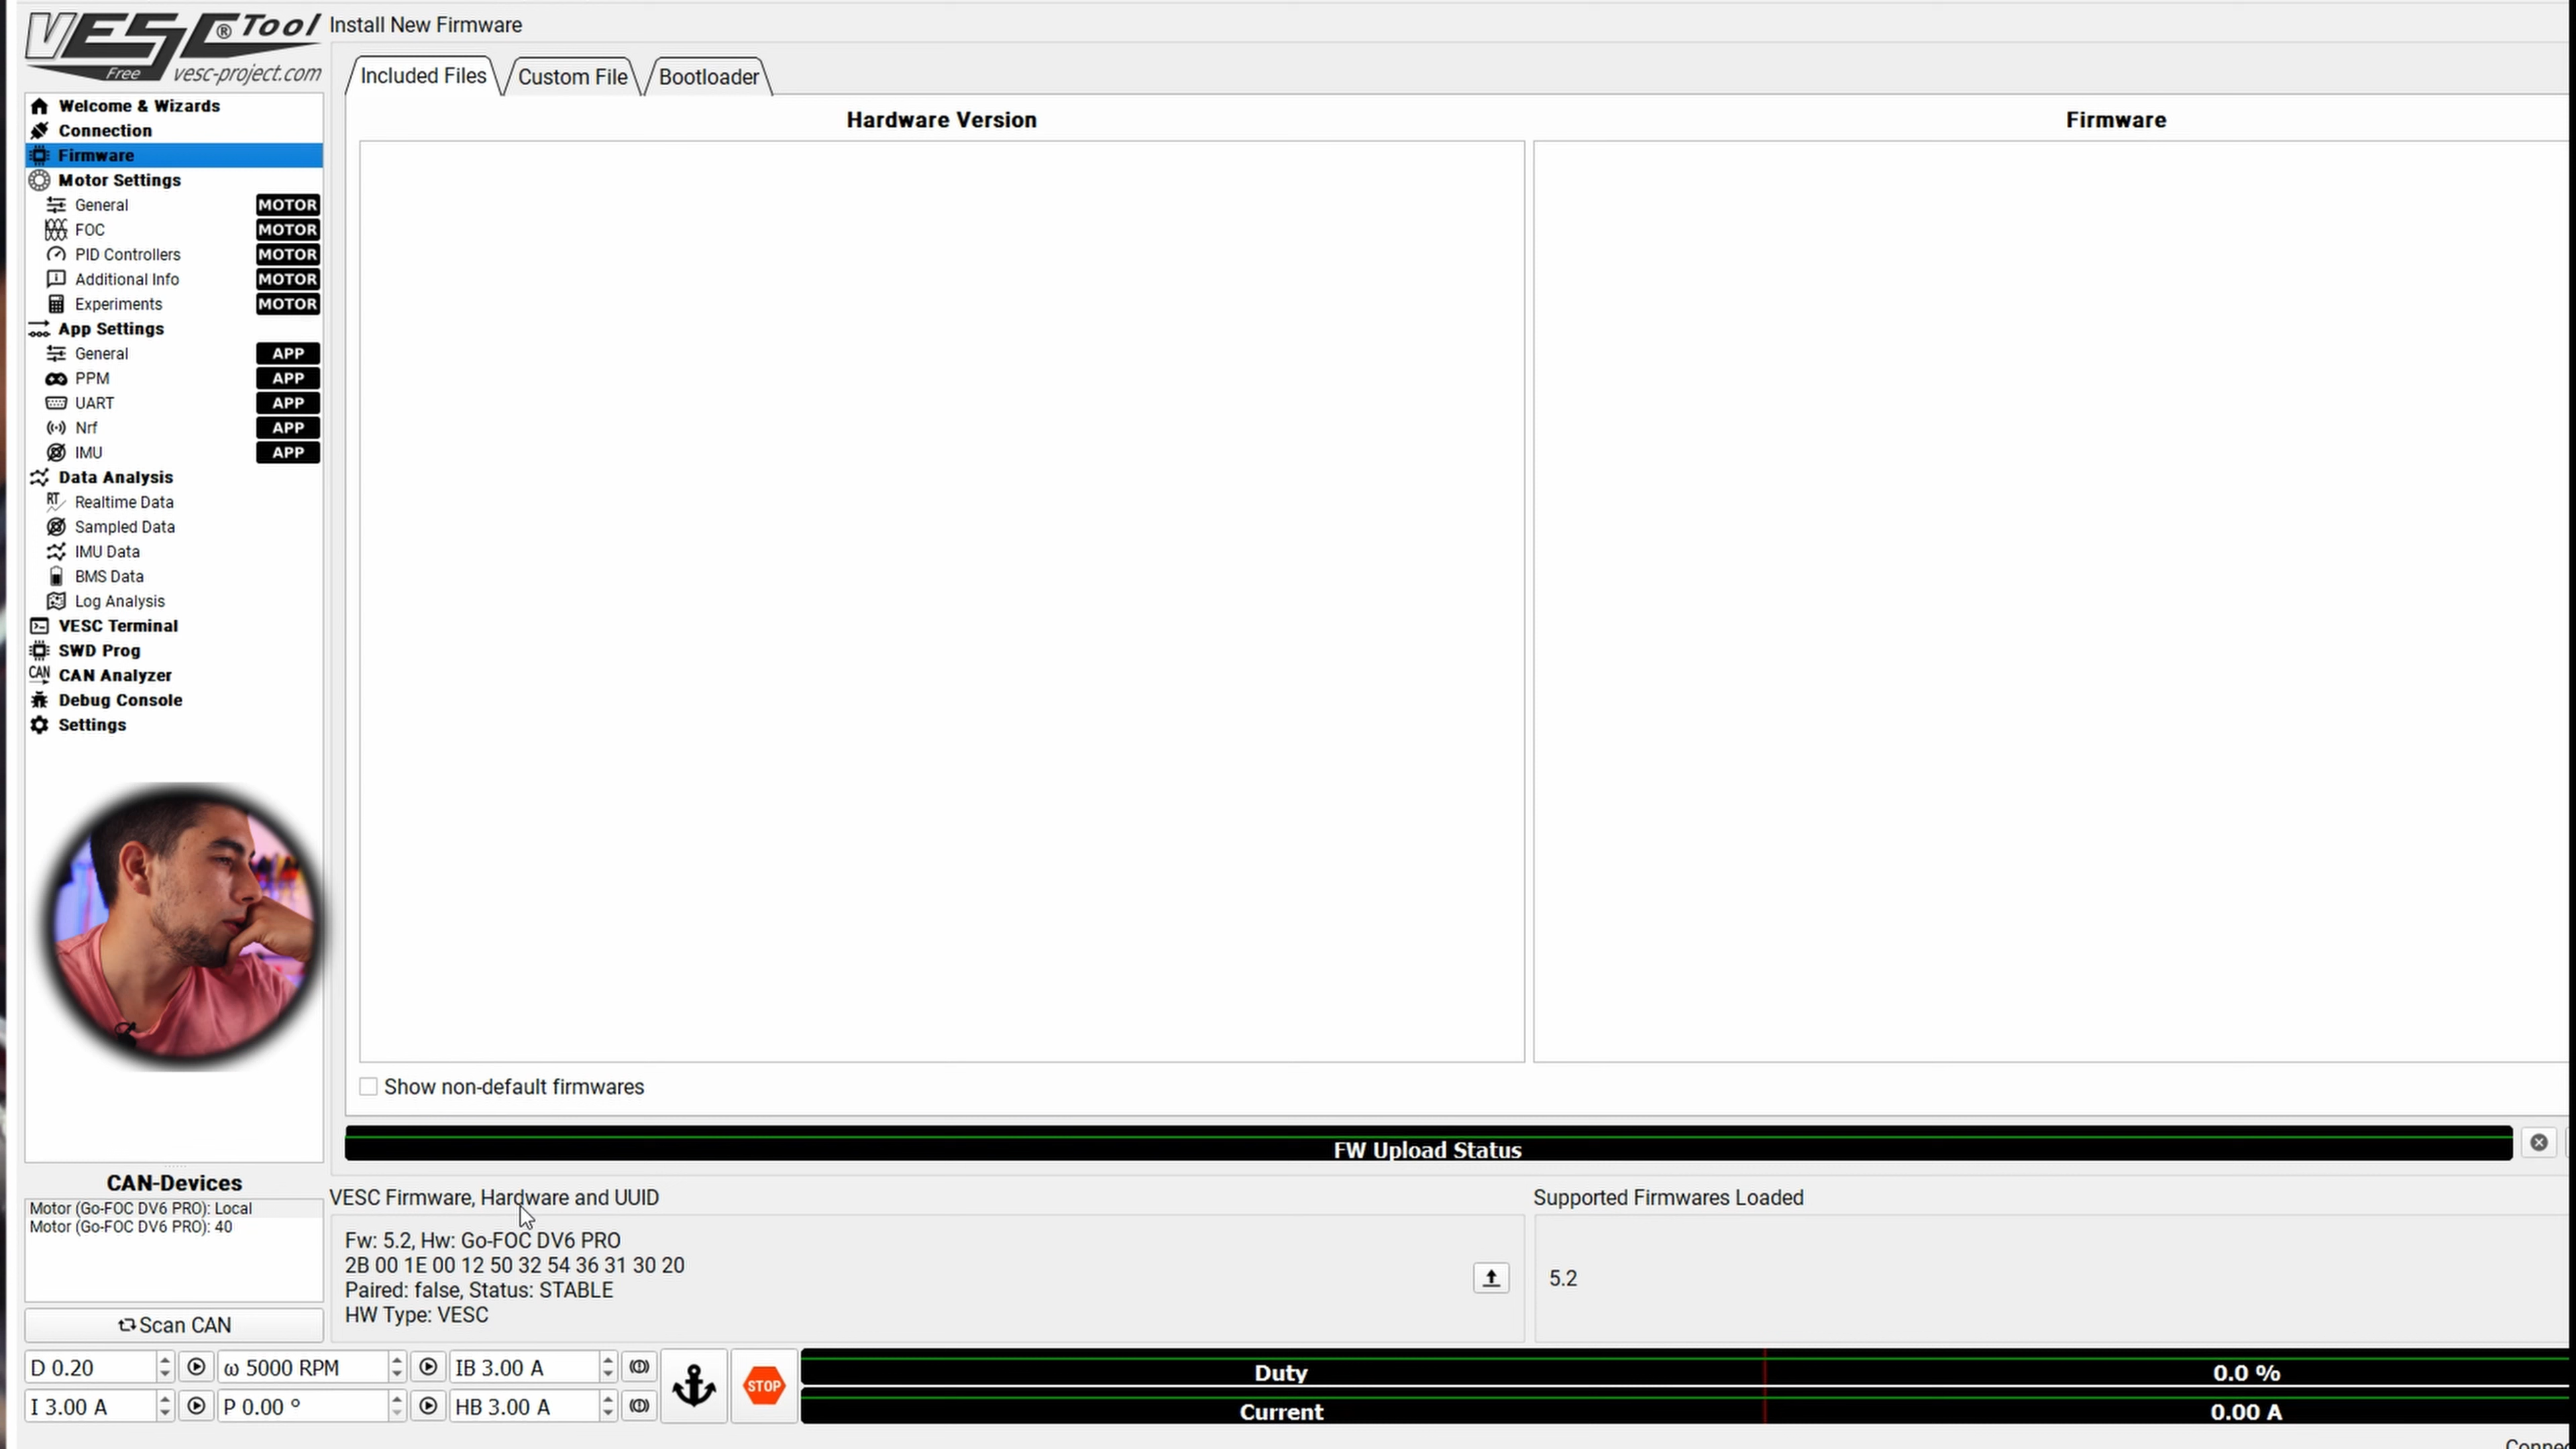 VESC® Tool
Free vesc-project.com
Install New Firmware
Included Files
Custom File
Bootloader
Hardware Version
Firmware
Welcome & Wizards
Connection
Firmware
Motor Settings
General MOTOR
FOC MOTOR
PID Controllers MOTOR
Additional Info MOTOR
Experiments MOTOR
App Settings
General APP
PPM APP
UART APP
Nrf APP
IMU APP
Data Analysis
RT Realtime Data
Sampled Data
IMU Data
BMS Data
Log Analysis
VESC Terminal
SWD Prog
CAN CAN Analyzer
Debug Console
Settings
Show non-default firmwares
FW Upload Status
CAN-Devices
Motor (Go-FOC DV6 PRO): Local
Motor (Go-FOC DV6 PRO): 40
Scan CAN
VESC Firmware, Hardware and UUID
Fw: 5.2, Hw: Go-FOC DV6 PRO
2B 00 1E 00 12 50 32 54 36 31 30 20
Paired: false, Status: STABLE
HW Type: VESC
Supported Firmwares Loaded
5.2
D 0.20
ω 5000 RPM
IB 3.00 A
I 3.00 A
P 0.00 °
HB 3.00 A
STOP
Duty 0.0 %
Current 0.00 A